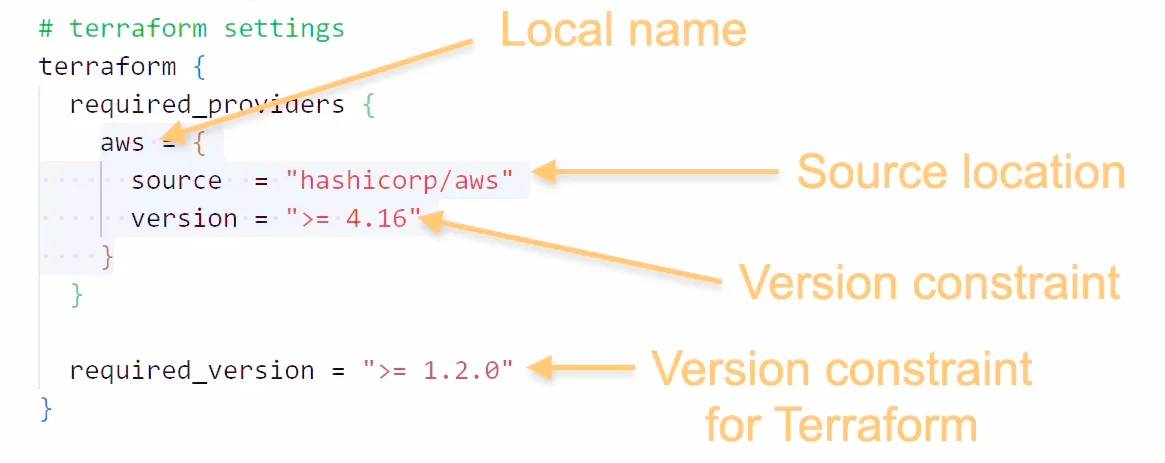 # terraform settings
Local name
terraform {
required_providers {
aws = {
source = "hashicorp/aws"
Source location
version = ">= 4.16"
}
Version constraint
}
required_version = ">= 1.2.0"
Version constraint
for Terraform
}